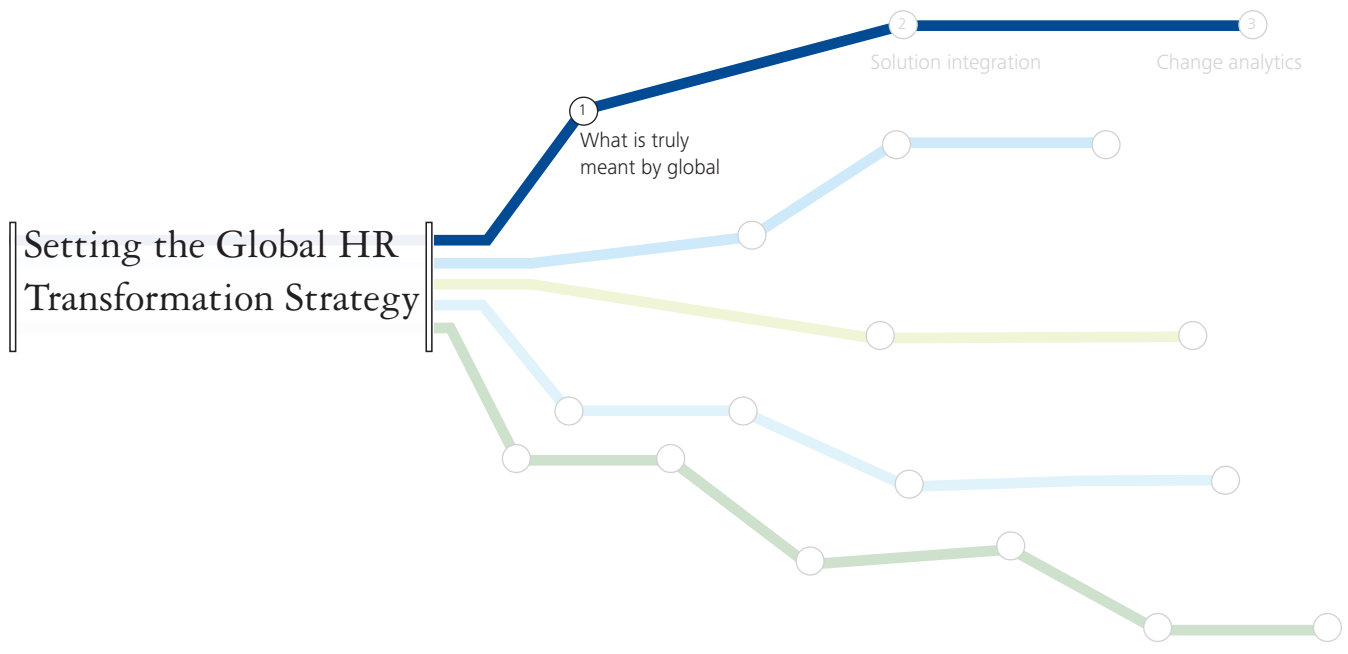 2
3
Solution integration
Change analytics
1
What is truly
meant by global
Setting the Global HR
Transformation Strategy